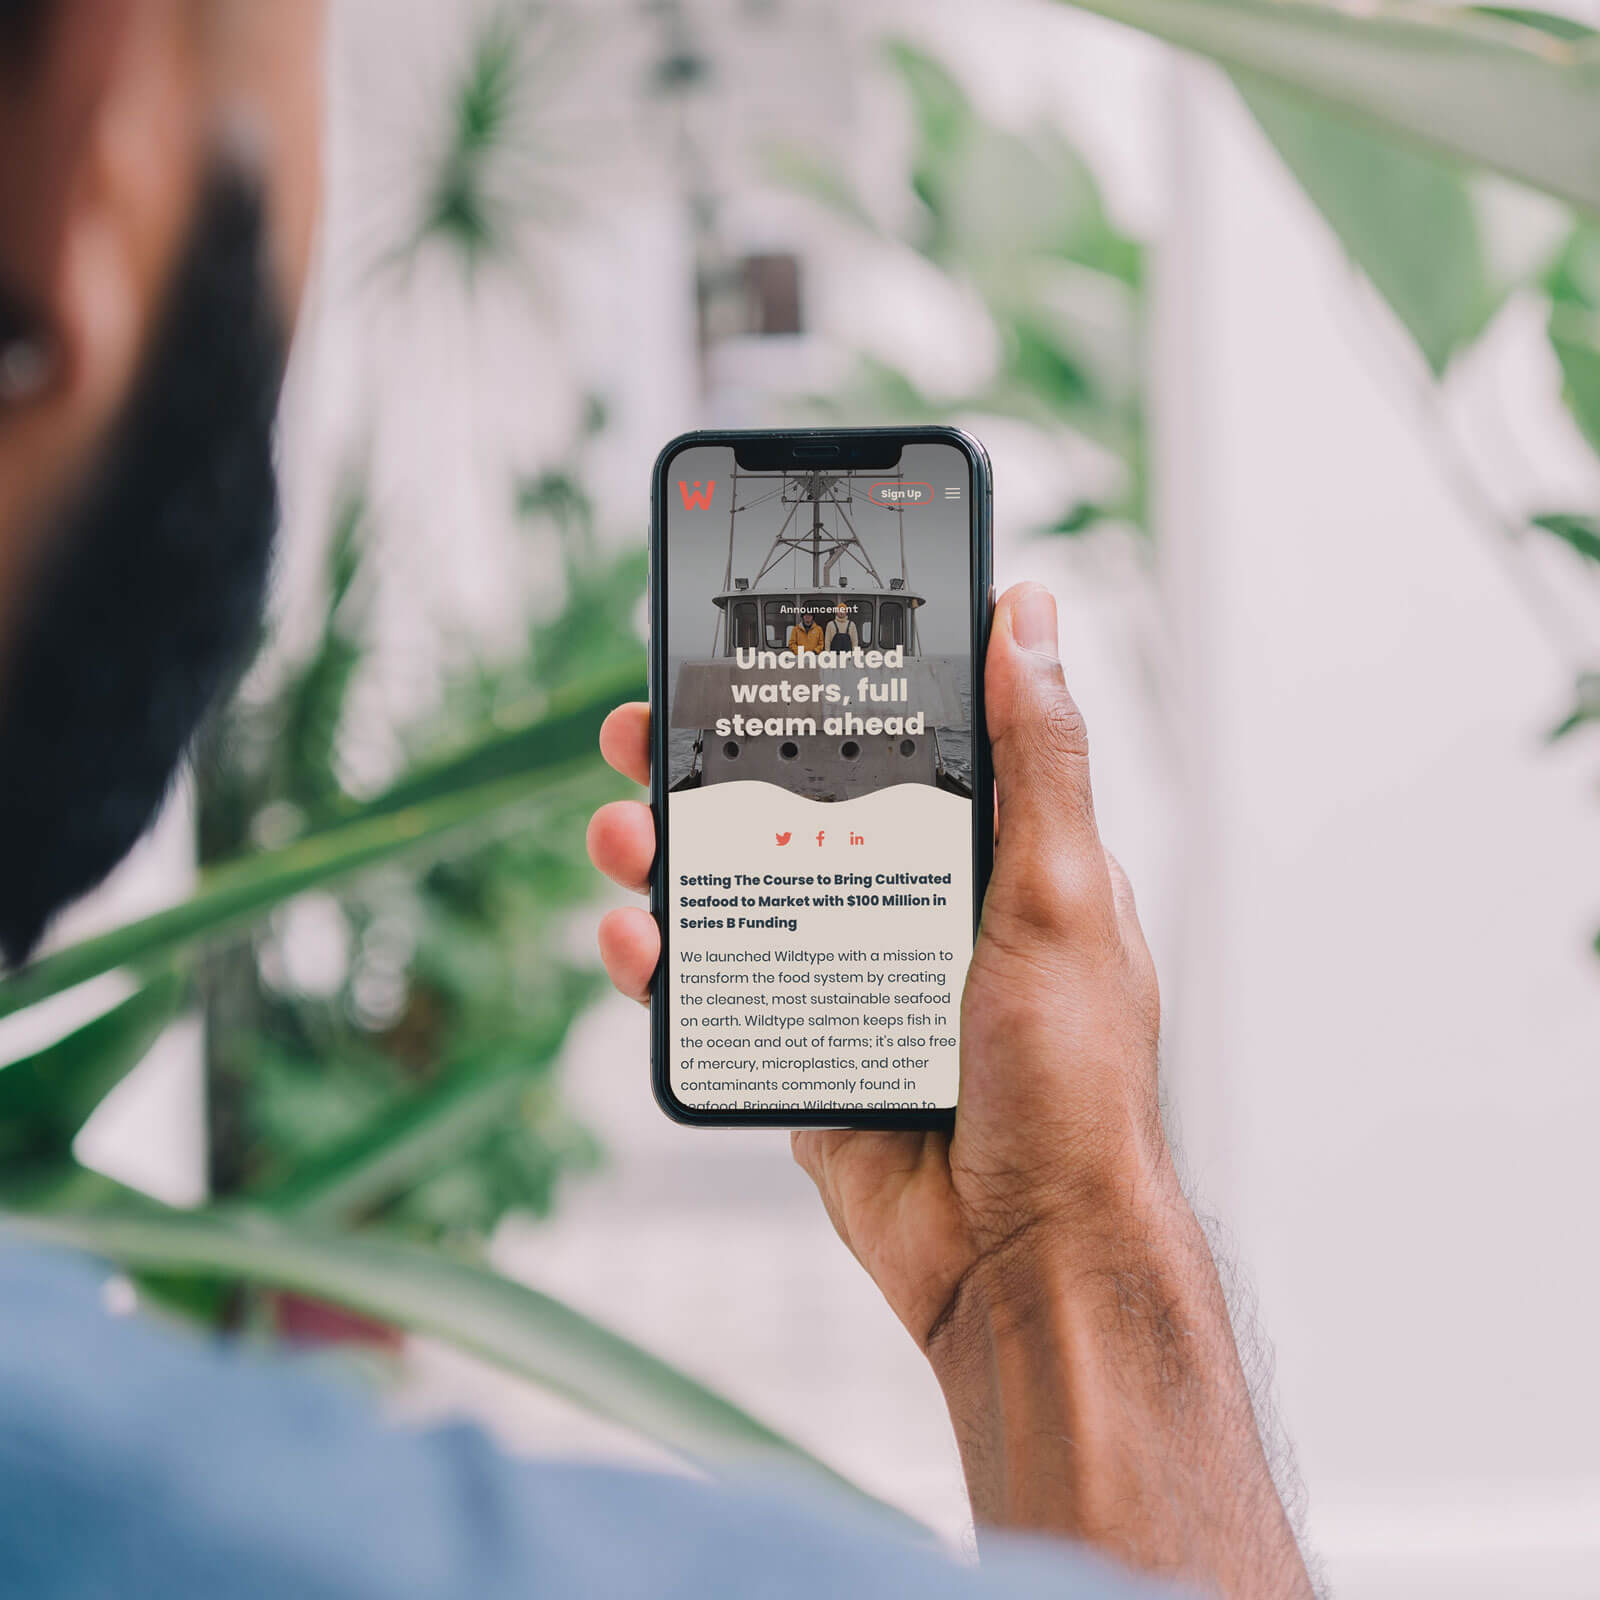 W
Sign Up
Announcement
Uncharted
waters, full
steam ahead
Setting The Course to Bring Cultivated
Seafood to Market with $100 Million in
Series B Funding
We launched Wildtype with a mission to
transform the food system by creating
the cleanest, most sustainable seafood
on earth. Wildtype salmon keeps fish in
the ocean and out of farms; it's also free
of mercury, microplastics, and other
contaminants commonly found in
seafood. Bringing Wildtype salmon to